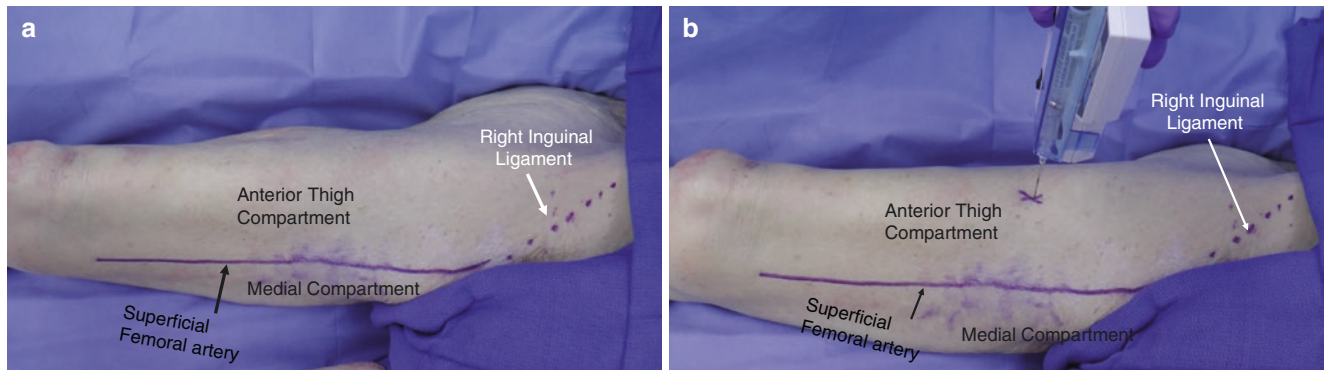 a
Right Inguinal
Ligament
Anterior Thigh
Compartment
Medial Compartment
Superficial
Femoral artery
b
Right Inguinal
Ligament
Anterior Thigh
Compartment
Superficial
Femoral artery
Medial Compartment